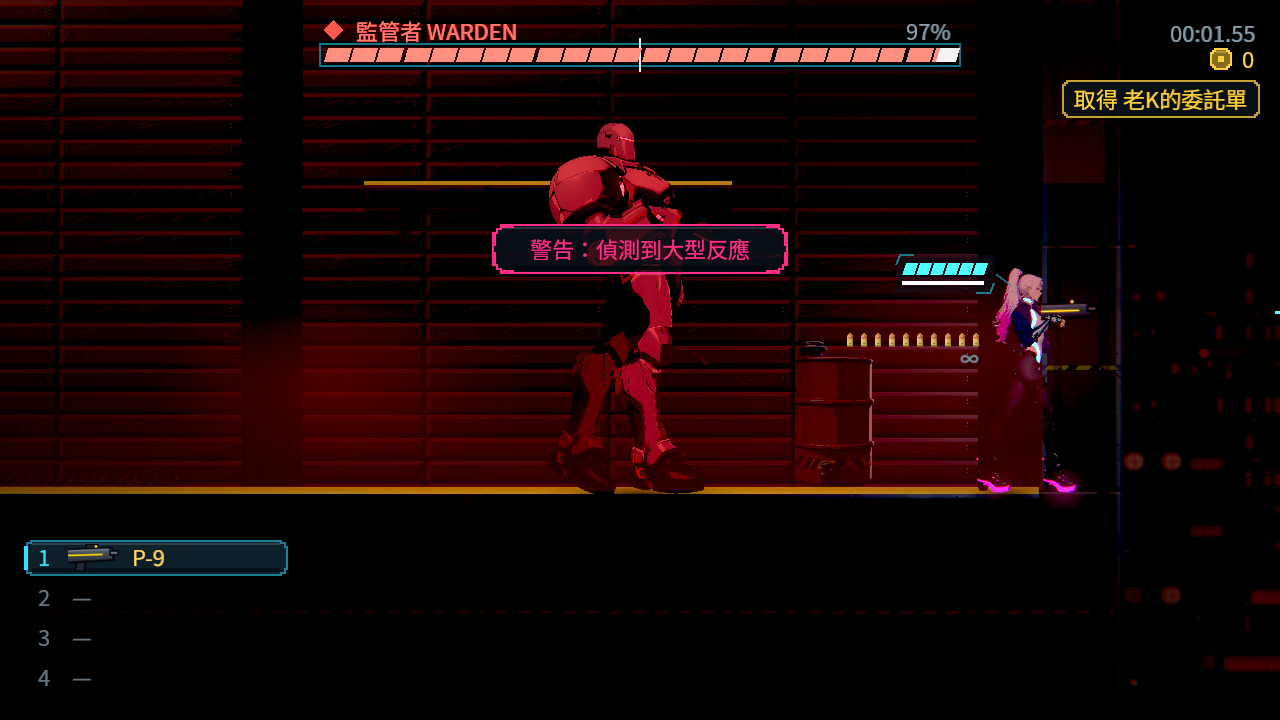 監管者 WARDEN
97%
00:01.55
0
取得 老K的委託單
警告：偵測到大型反應
∞
1 P-9
2 —
3 —
4 —